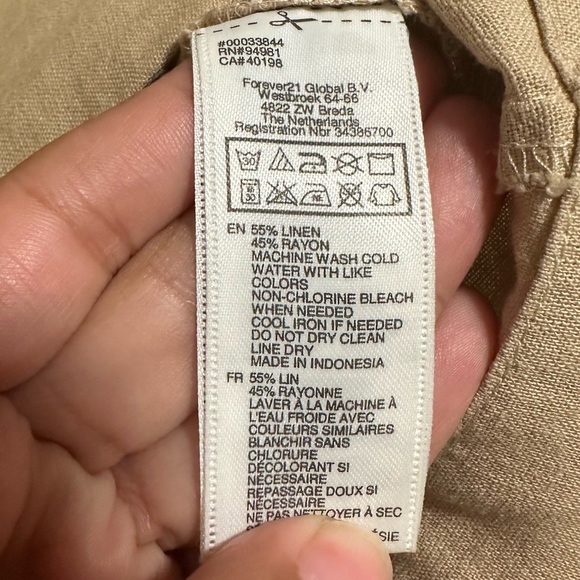 #00033844
RN#94981
CA#40198
Forever21 Global B.V.
Westbroek 64-66
4822 ZW Breda
The Netherlands
Registration Nbr 34386700
EN 55% LINEN
45% RAYON
MACHINE WASH COLD
WATER WITH LIKE
COLORS
NON-CHLORINE BLEACH
WHEN NEEDED
COOL IRON IF NEEDED
DO NOT DRY CLEAN
LINE DRY
MADE IN INDONESIA
FR 55% LIN
45% RAYONNE
LAVER À LA MACHINE À
L'EAU FROIDE AVEC
COULEURS SIMILAIRES
BLANCHIR SANS
CHLORURE
DÉCOLORANT SI
NÉCESSAIRE
REPASSAGE DOUX SI
NÉCESSAIRE
NE PAS NETTOYER À SEC